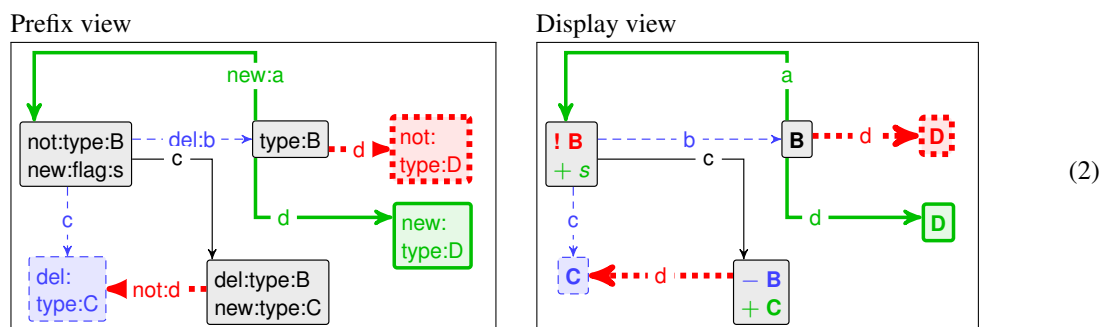 Prefix view
new:a
not:type:B
new:flag:s
del:b
c
type:B
d
not:
type:D
c
d
new:
type:D
del:
type:C
not:d
del:type:B
new:type:C
Display view
a
! B
+ s
b
c
B
d
D
c
d
D
C
d
− B
+ C
(2)